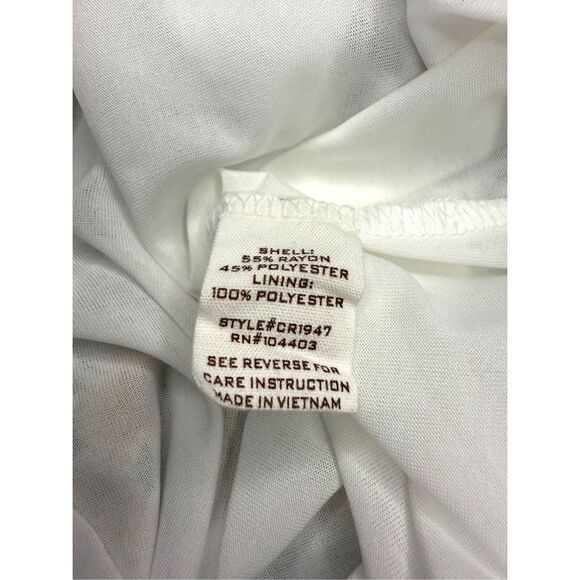 SHELL:
55% RAYON
45% POLYESTER
LINING:
100% POLYESTER
STYLE#CR1947
RN#104403
SEE REVERSE FOR
CARE INSTRUCTION
MADE IN VIETNAM